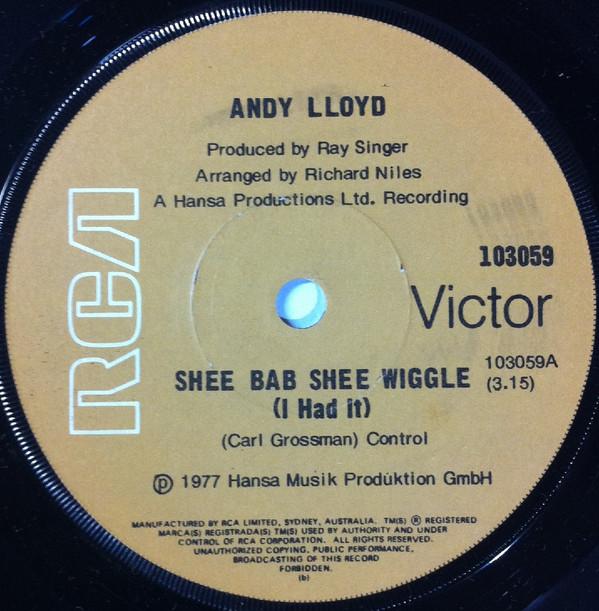 ANDY LLOYD
Produced by Ray Singer
Arranged by Richard Niles
A Hansa Productions Ltd. Recording
RCA
103059
Victor
SHEE BAB SHEE WIGGLE
(I Had it)
103059A
(3.15)
(Carl Grossman) Control
Ⓟ 1977 Hansa Musik Produktion GmbH
MANUFACTURED BY RCA LIMITED, SYDNEY, AUSTRALIA. TM(S) ® REGISTERED
MARCA(S) REGISTRADA(S) TM(S) USED BY AUTHORITY AND UNDER
CONTROL OF RCA CORPORATION. ALL RIGHTS RESERVED.
UNAUTHORIZED COPYING, PUBLIC PERFORMANCE,
BROADCASTING OF THIS RECORD
FORBIDDEN.
(b)